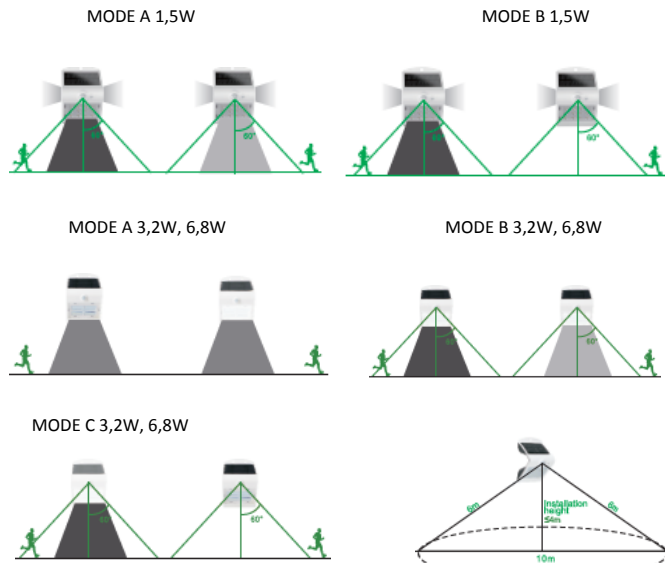 MODE A 1,5W
MODE B 1,5W
60°
60°
60°
60°
MODE A 3,2W, 6,8W
MODE B 3,2W, 6,8W
60°
60°
MODE C 3,2W, 6,8W
60°
60°
6m
Installation
height
≤4m
6m
10m